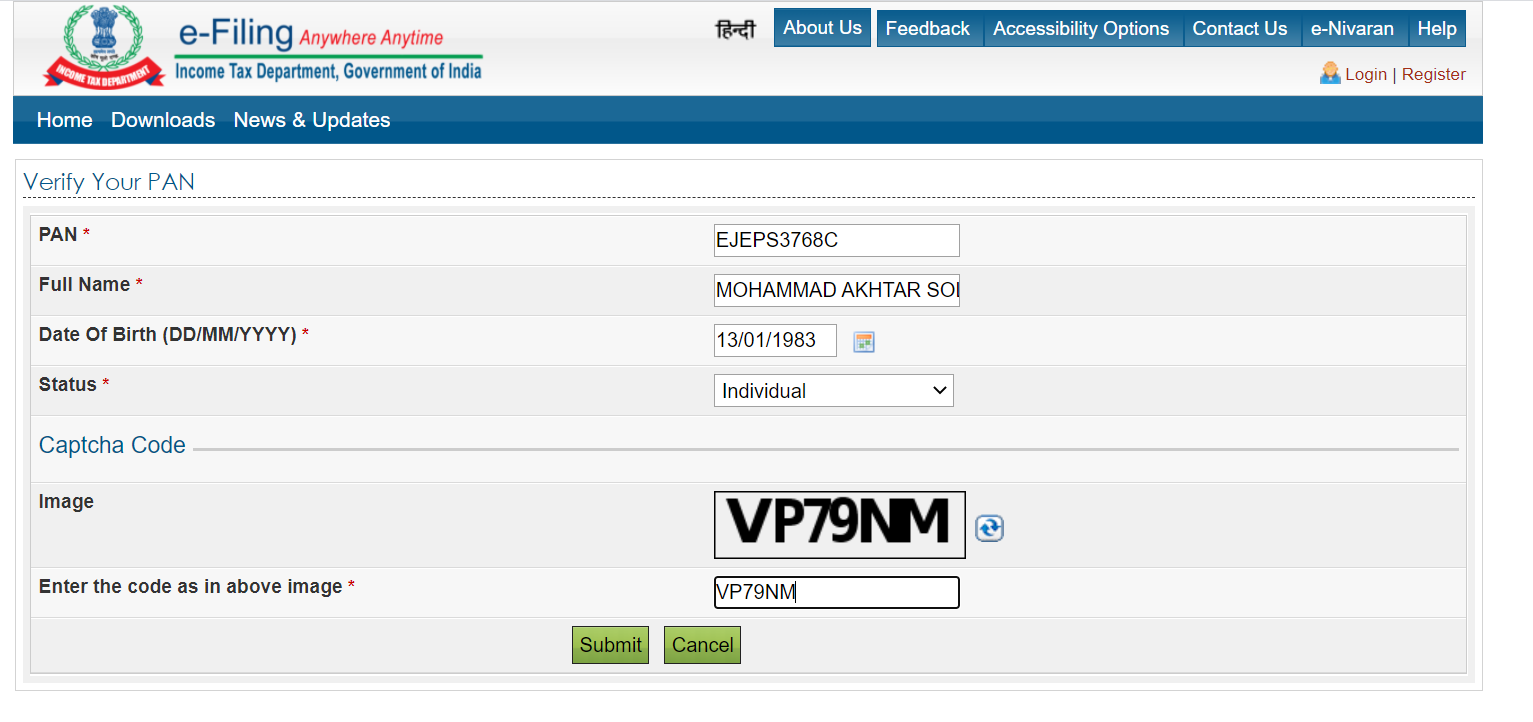 e-Filing Anywhere Anytime
Income Tax Department, Government of India
INCOME TAX DEPARTMENT
हिन्दी About Us Feedback Accessibility Options Contact Us e-Nivaran Help
Login | Register
Home Downloads News & Updates
Verify Your PAN
PAN * EJEPS3768C
Full Name * MOHAMMAD AKHTAR
Date Of Birth (DD/MM/YYYY) * 13/01/1983
Status * Individual
Captcha Code
Image VP79NM
Enter the code as in above image * VP79NM
Submit Cancel